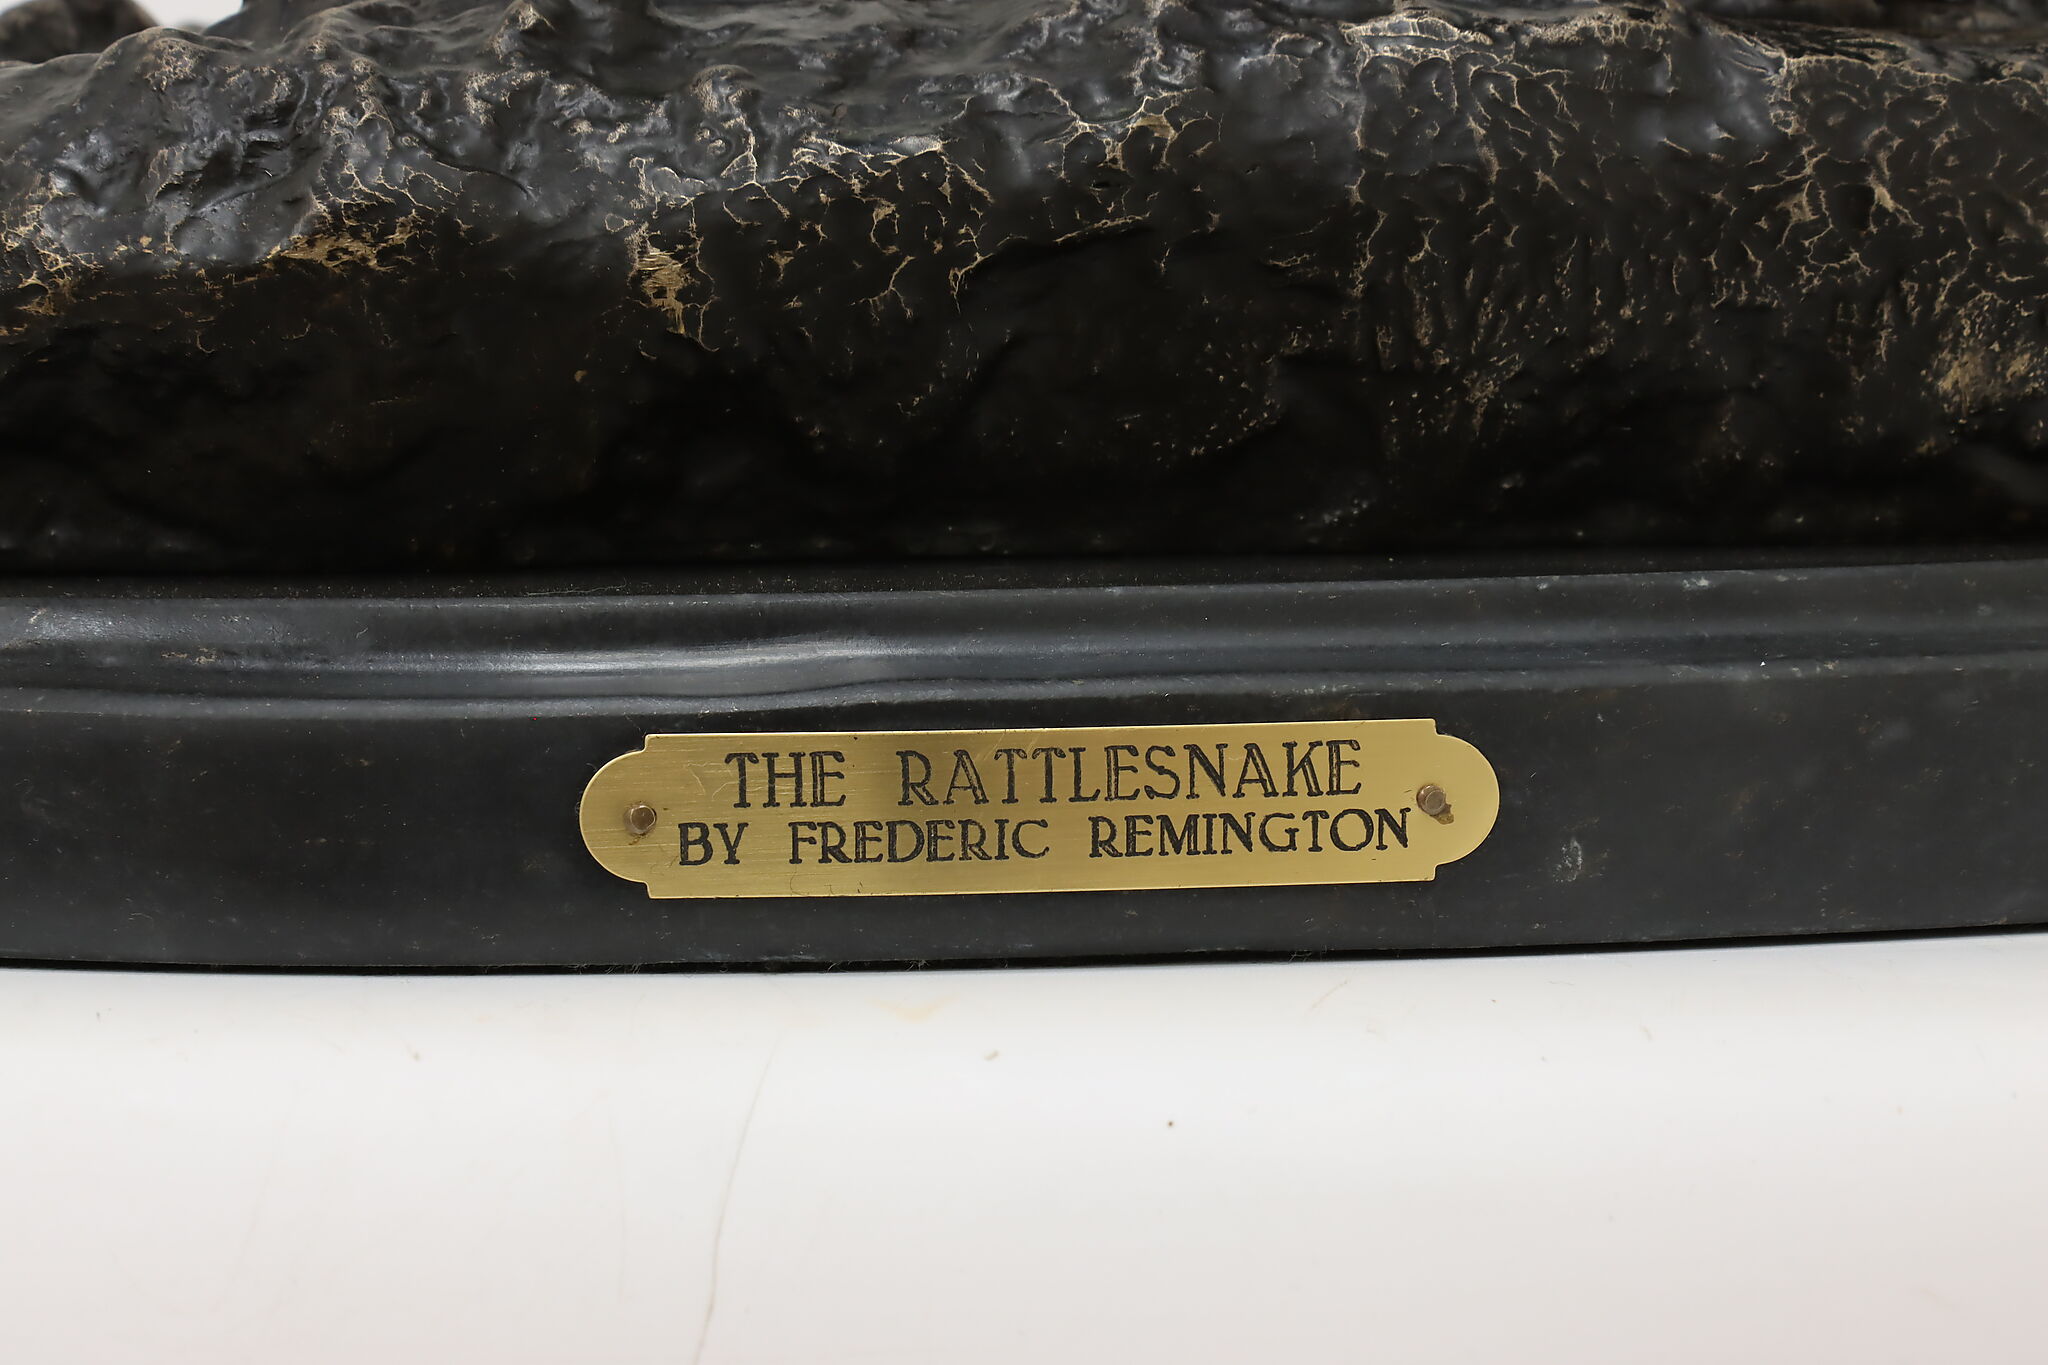 THE RATTLESNAKE
BY FREDERIC REMINGTON